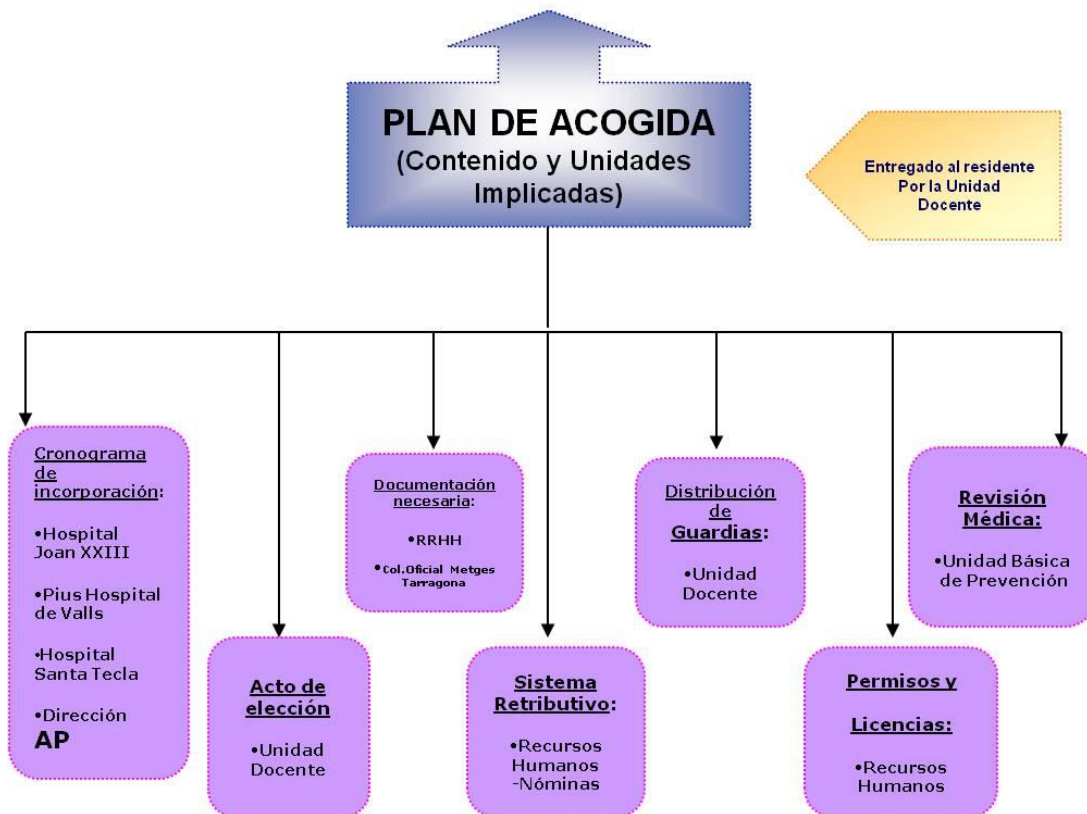 PLAN DE ACOGIDA
(Contenido y Unidades
Implicadas)
Entregado al residente
Por la Unidad
Docente
Cronograma
de
incorporación:
•Hospital
Joan XXIII
•Pius Hospital
de Valls
•Hospital
Santa Tecla
•Dirección
AP
Acto de
elección
•Unidad
Docente
Documentación
necesaria:
•RRHH
•Col.Oficial Metges
Tarragona
Sistema
Retributivo:
•Recursos
Humanos
-Nóminas
Distribución
de
Guardias:
•Unidad
Docente
Permisos y
Licencias:
•Recursos
Humanos
Revisión
Médica:
•Unidad Básica
de Prevención